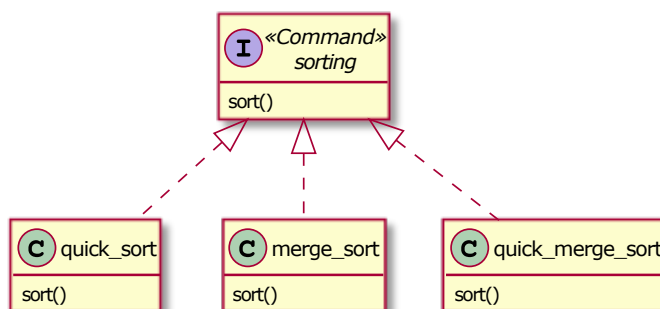 I «Command»
sorting
sort()
C quick_sort
C merge_sort
C quick_merge_sort
sort()
sort()
sort()